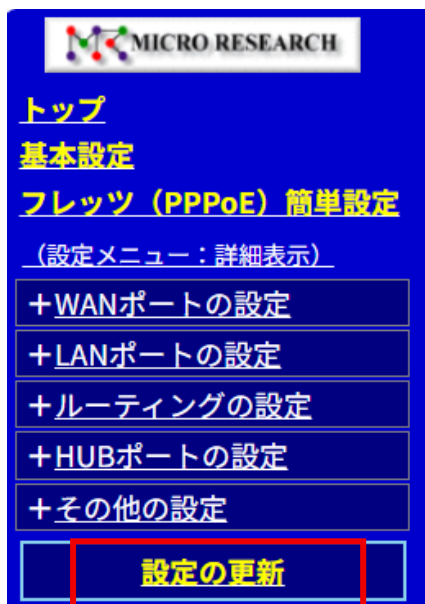 MICRO RESEARCH
トップ
基本設定
フレッツ（PPPoE）簡単設定
（設定メニュー：詳細表示）
＋WANポートの設定
＋LANポートの設定
＋ルーティングの設定
＋HUBポートの設定
＋その他の設定
設定の更新